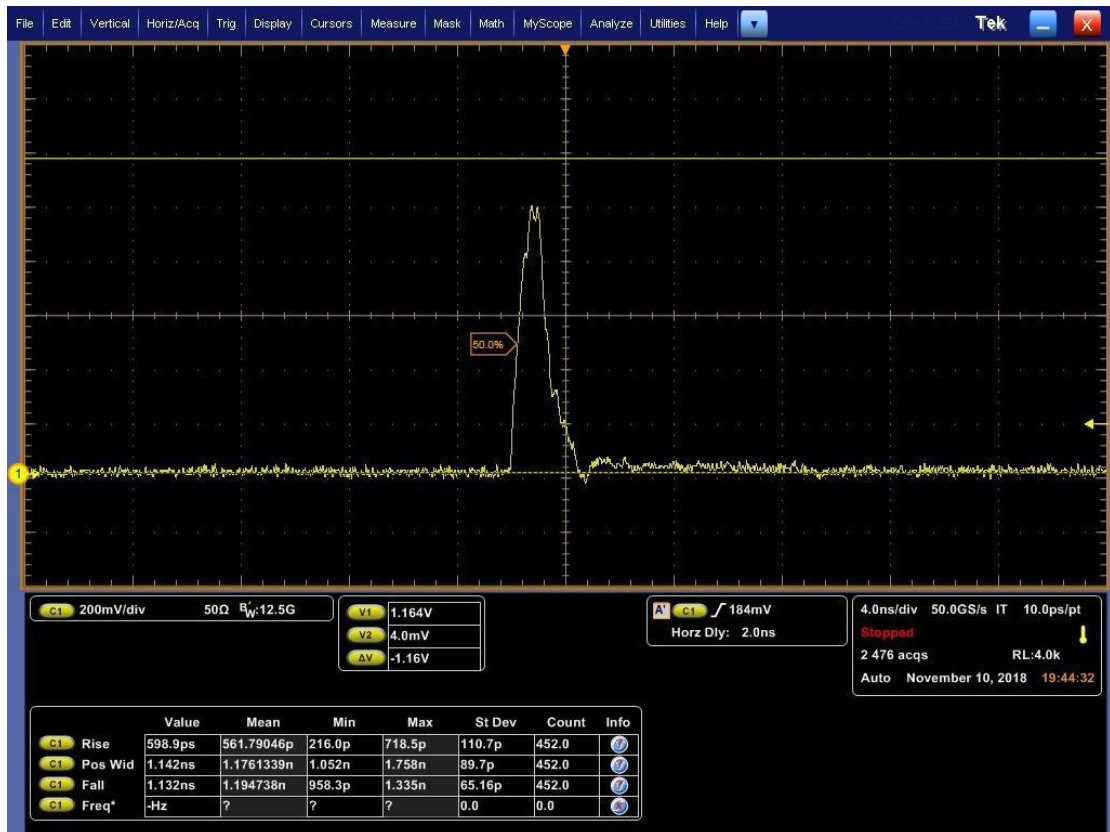 File Edit Vertical Horiz/Acq Trig Display Cursors Measure Mask Math MyScope Analyze Utilities Help Tek X
50.0%
1
C1 200mV/div 50Ω BW:12.5G
V1 1.164V
V2 4.0mV
ΔV -1.16V
A' C1 184mV
Horz Dly: 2.0ns
4.0ns/div 50.0GS/s IT 10.0ps/pt
Stopped
2 476 acqs RL:4.0k
Auto November 10, 2018 19:44:32
Value Mean Min Max St Dev Count Info
C1 Rise 598.9ps 561.79046p 216.0p 718.5p 110.7p 452.0
C1 Pos Wid 1.142ns 1.1761339n 1.052n 1.758n 89.7p 452.0
C1 Fall 1.132ns 1.194738n 958.3p 1.335n 65.16p 452.0
C1 Freq* -Hz ? ? ? 0.0 0.0